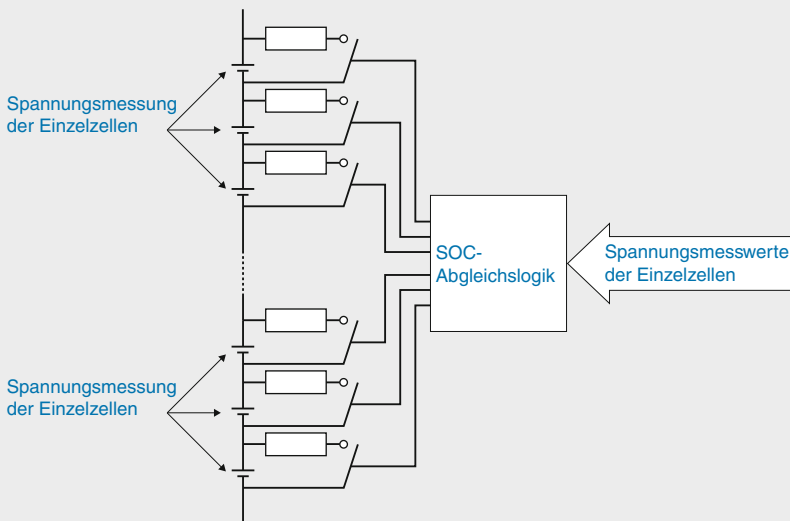 Spannungsmessung
der Einzelzellen
SOC-
Abgleichslogik
Spannungsmesswerte
der Einzelzellen
Spannungsmessung
der Einzelzellen